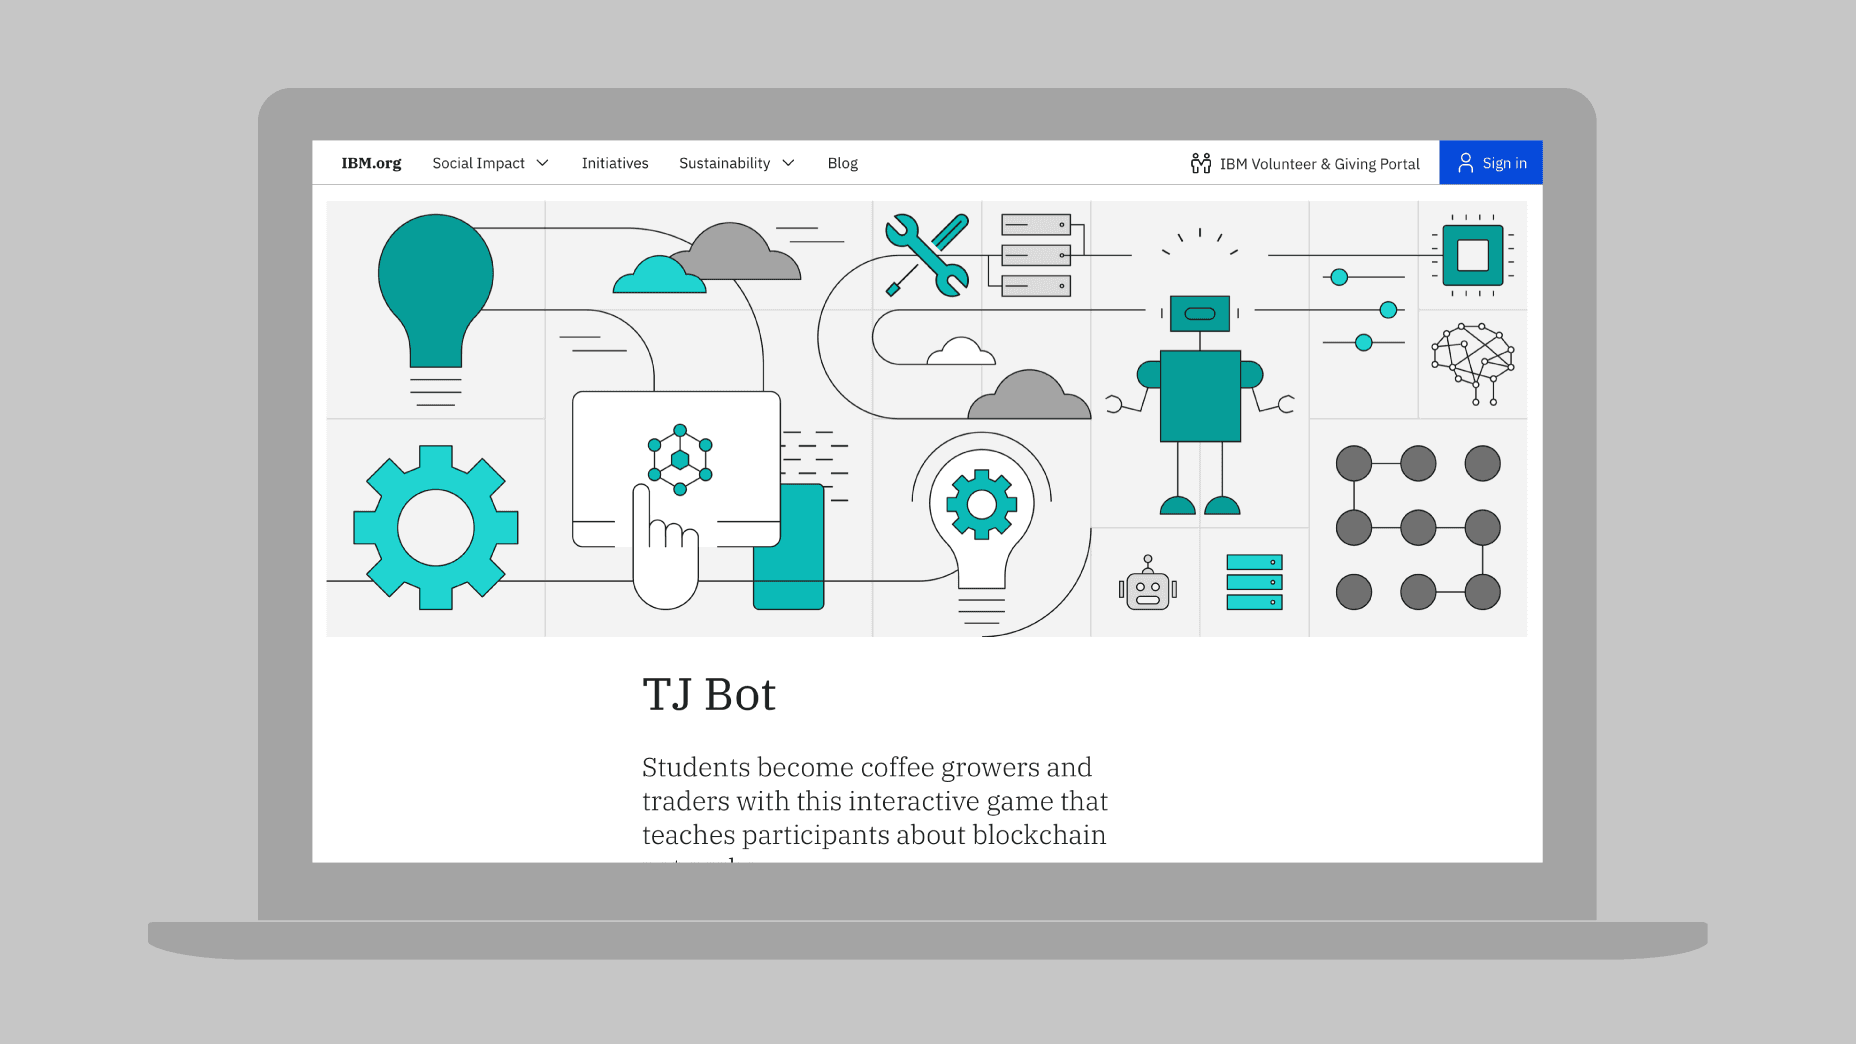 IBM.org Social Impact Initiatives Sustainability Blog IBM Volunteer & Giving Portal Sign in
TJ Bot
Students become coffee growers and
traders with this interactive game that
teaches participants about blockchain